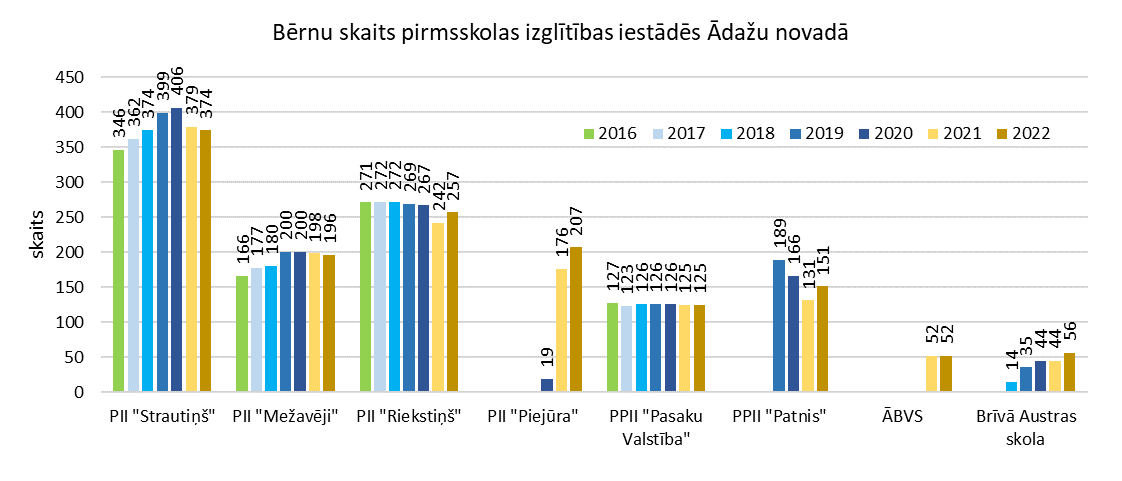 Bērnu skaits pirmsskolas izglītības iestādēs Ādažu novadā
450
400
350
300
250
200
150
100
50
0
skaits
2016 2017 2018 2019 2020 2021 2022
346 362 374 399 406 379 374
166 177 180 200 200 198 196
271 272 272 269 267 242 257
19 176 207
127 123 126 126 126 125 125
189 166 131 151
52 52
14 35 44 44 56
PII "Strautiņš" PII "Mežavēji" PII "Riekstiņš" PII "Piejūra" PPII "Pasaku PPII "Patnis" ĀBVS Brīvā Austras
Valstība" skola